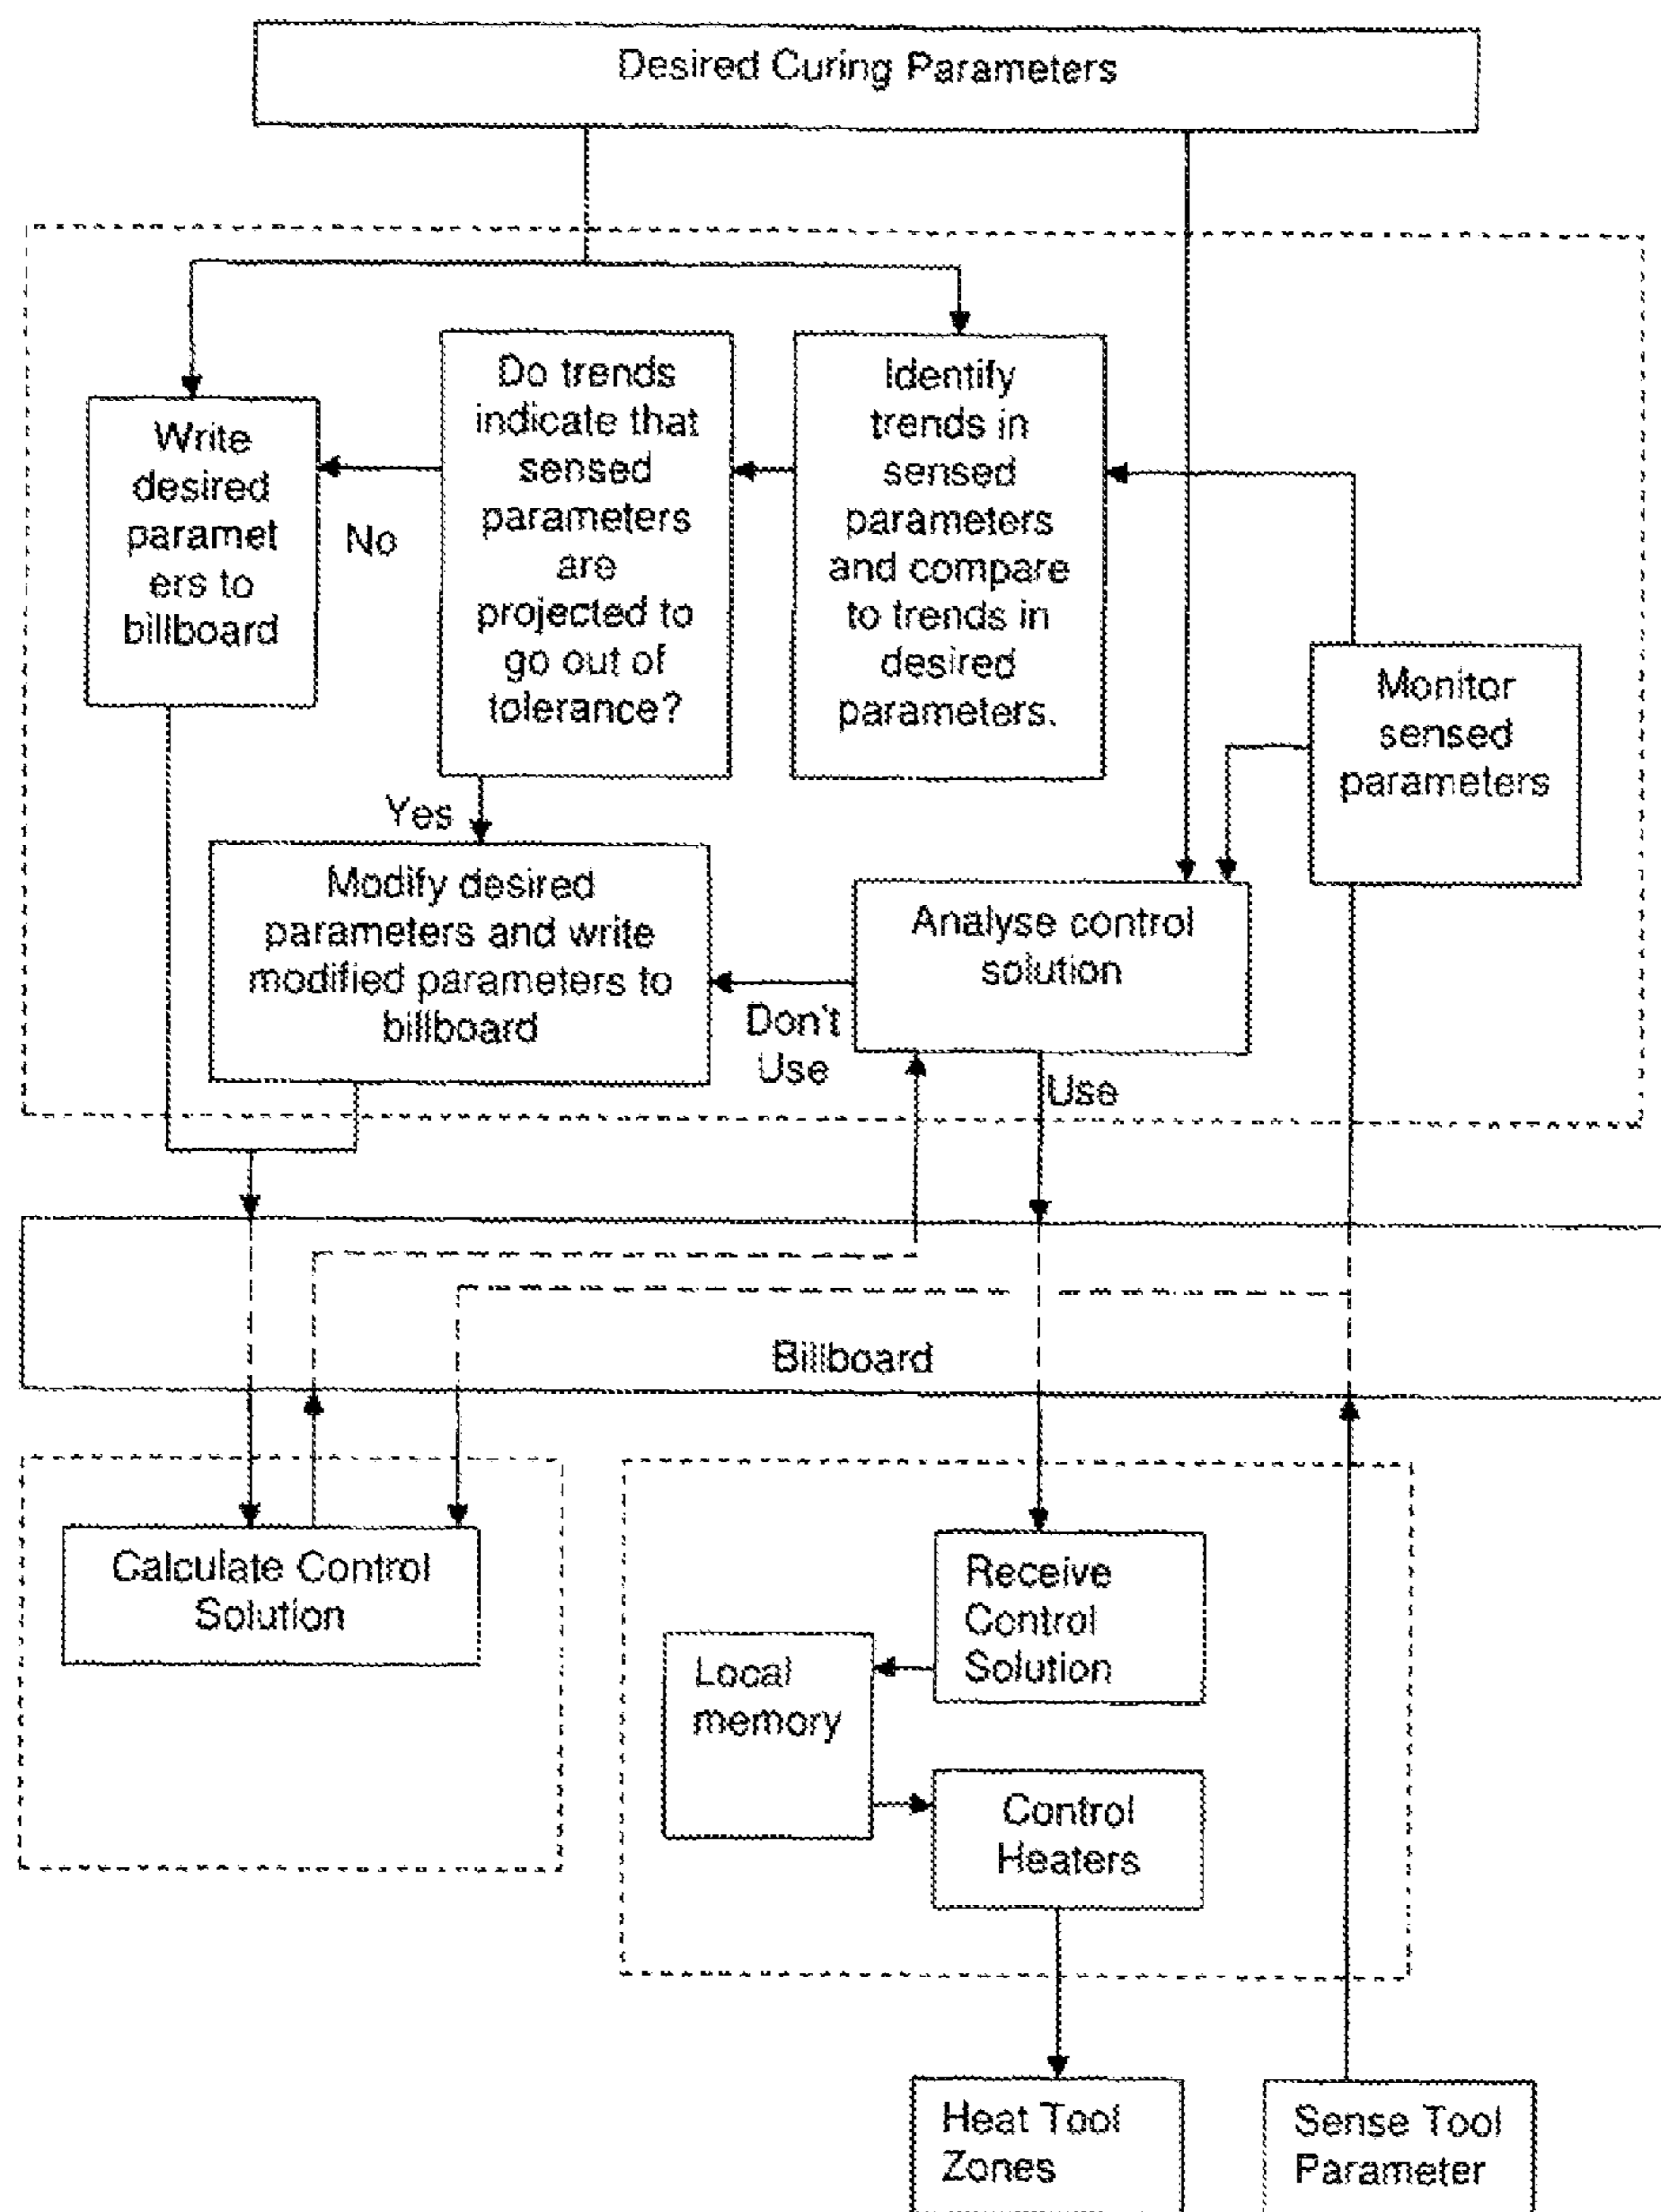 Desired Curing Parameters
Write
desired
paramet
ers to
billboard
No
Do trends
indicate that
sensed
parameters
are
projected to
go out of
tolerance?
Identify
trends in
sensed
parameters
and compare
to trends in
desired
parameters.
Monitor
sensed
parameters
Yes
Modify desired
parameters and write
modified parameters to
billboard
Don't
Use
Analyse control
solution
Use
Billboard
Calculate Control
Solution
Receive
Control
Solution
Local
memory
Control
Heaters
Heat Tool
Zones
Sense Tool
Parameter